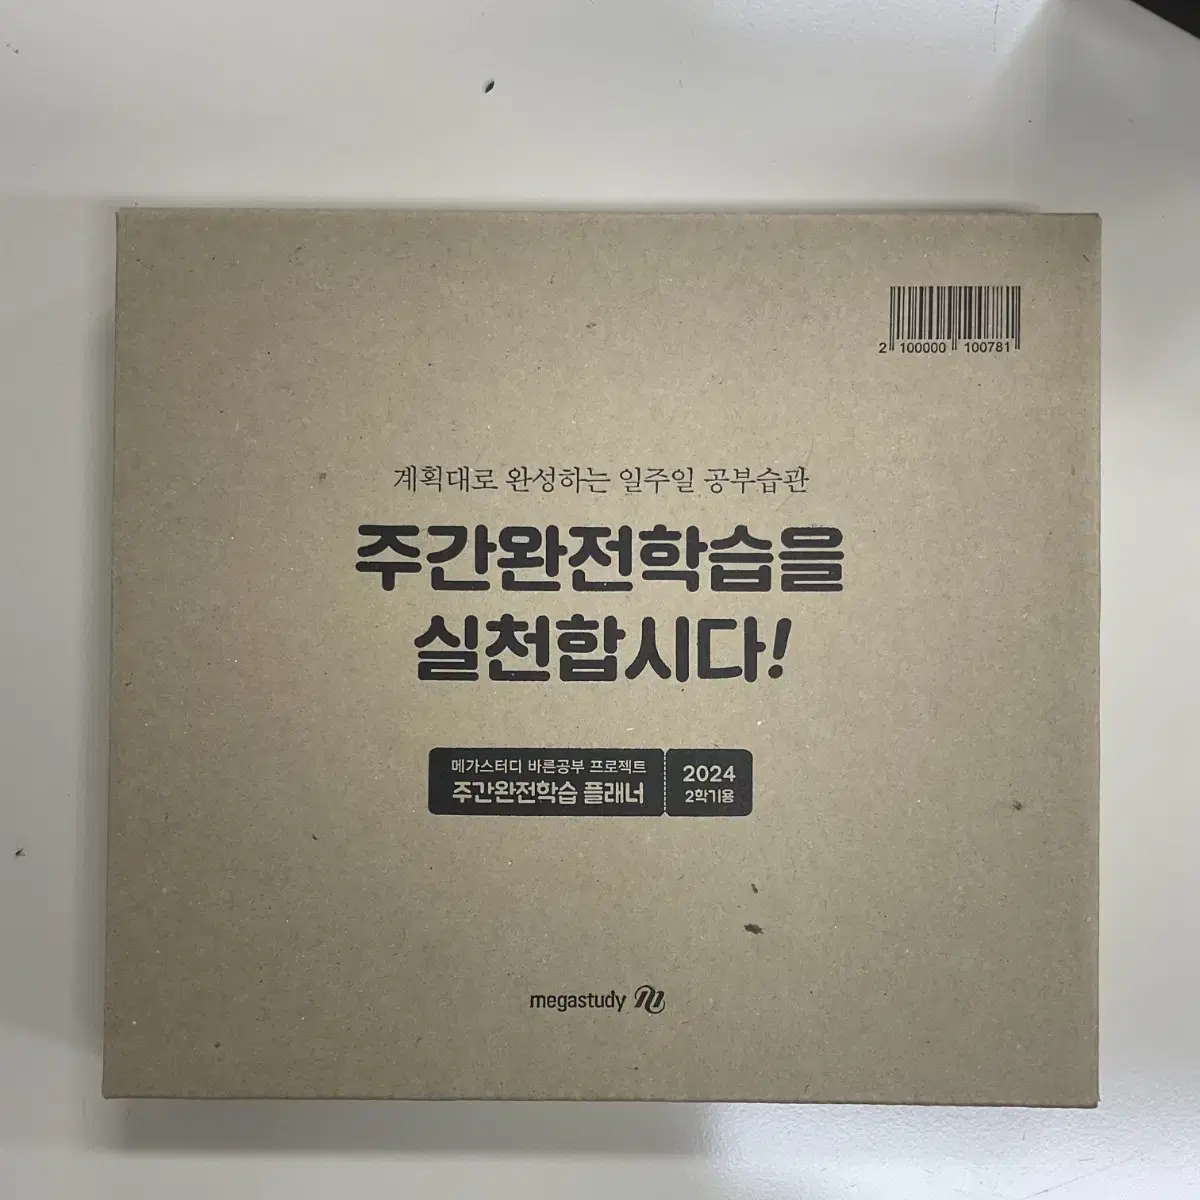 2 100000 100781
계획대로 완성하는 일주일 공부습관
주간완전학습을
실천합시다!
메가스터디 바른공부 프로젝트
주간완전학습 플래너
2024
2학기용
megastudy